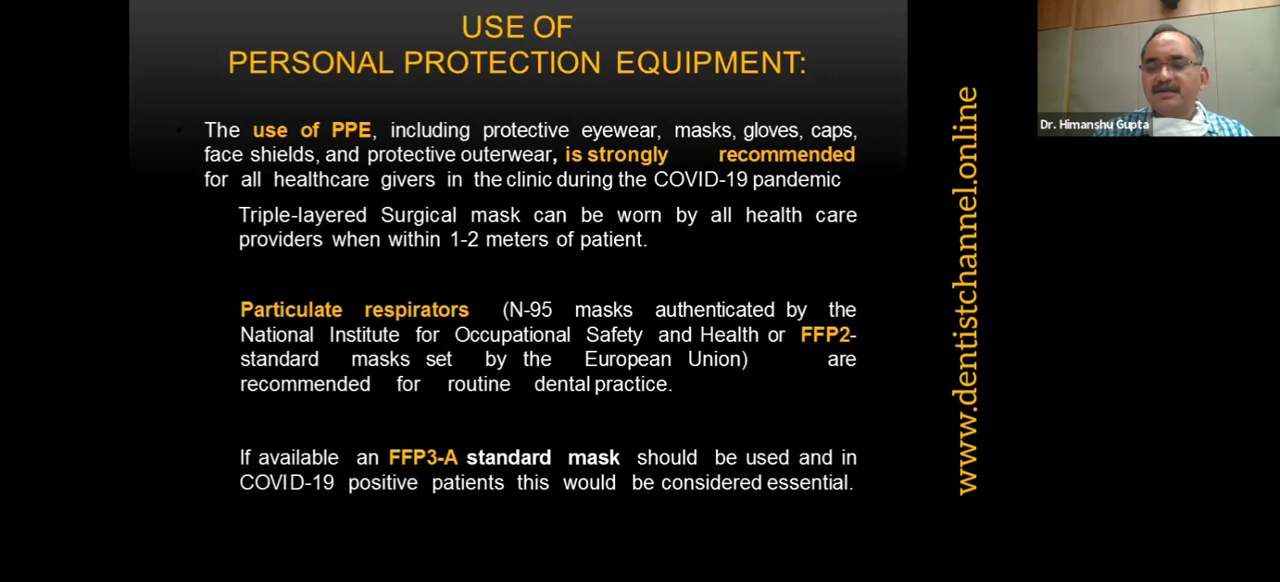 USE OF
PERSONAL PROTECTION EQUIPMENT:
The use of PPE, including protective eyewear, masks, gloves, caps,
face shields, and protective outerwear, is strongly recommended
for all healthcare givers in the clinic during the COVID-19 pandemic
Triple-layered Surgical mask can be worn by all health care
providers when within 1-2 meters of patient.
Particulate respirators (N-95 masks authenticated by the
National Institute for Occupational Safety and Health or FFP2-
standard masks set by the European Union) are
recommended for routine dental practice.
If available an FFP3-A standard mask should be used and in
COVID-19 positive patients this would be considered essential.
www.dentistchannel.online
Dr. Himanshu Gupta